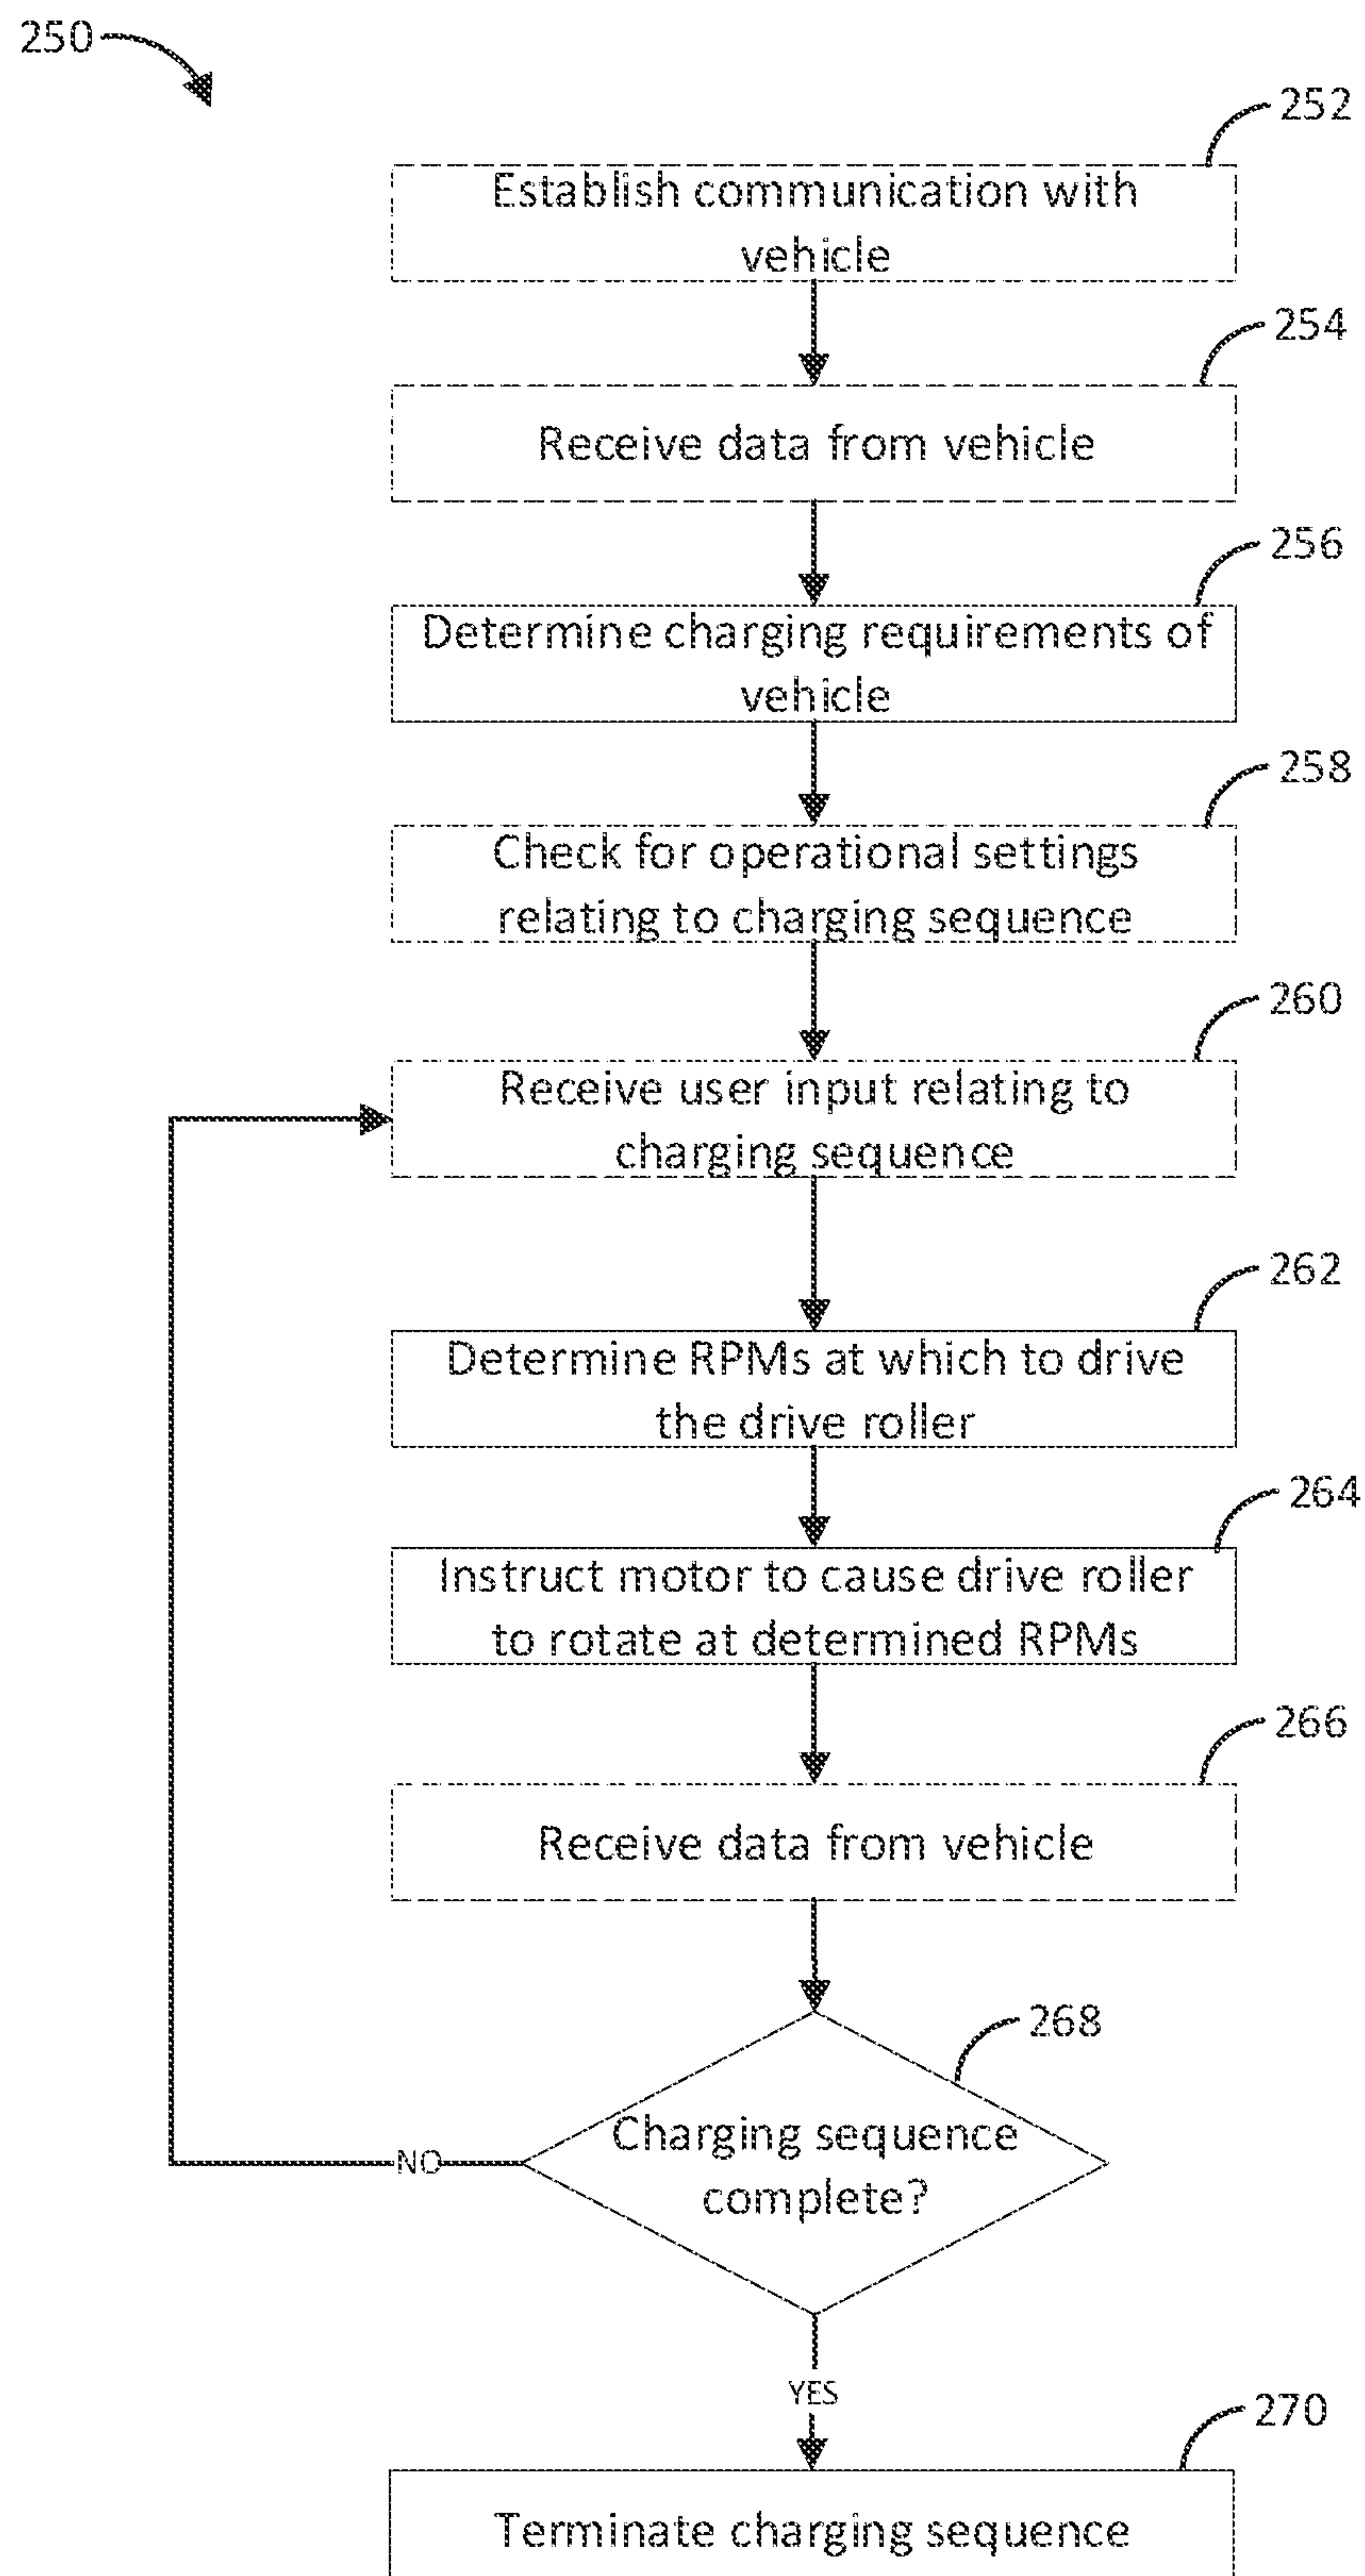 250
252
Establish communication with
vehicle
254
Receive data from vehicle
256
Determine charging requirements of
vehicle
258
Check for operational settings
relating to charging sequence
260
Receive user input relating to
charging sequence
262
Determine RPMs at which to drive
the drive roller
264
Instruct motor to cause drive roller
to rotate at determined RPMs
266
Receive data from vehicle
268
Charging sequence
complete?
NO
YES
270
Terminate charging sequence